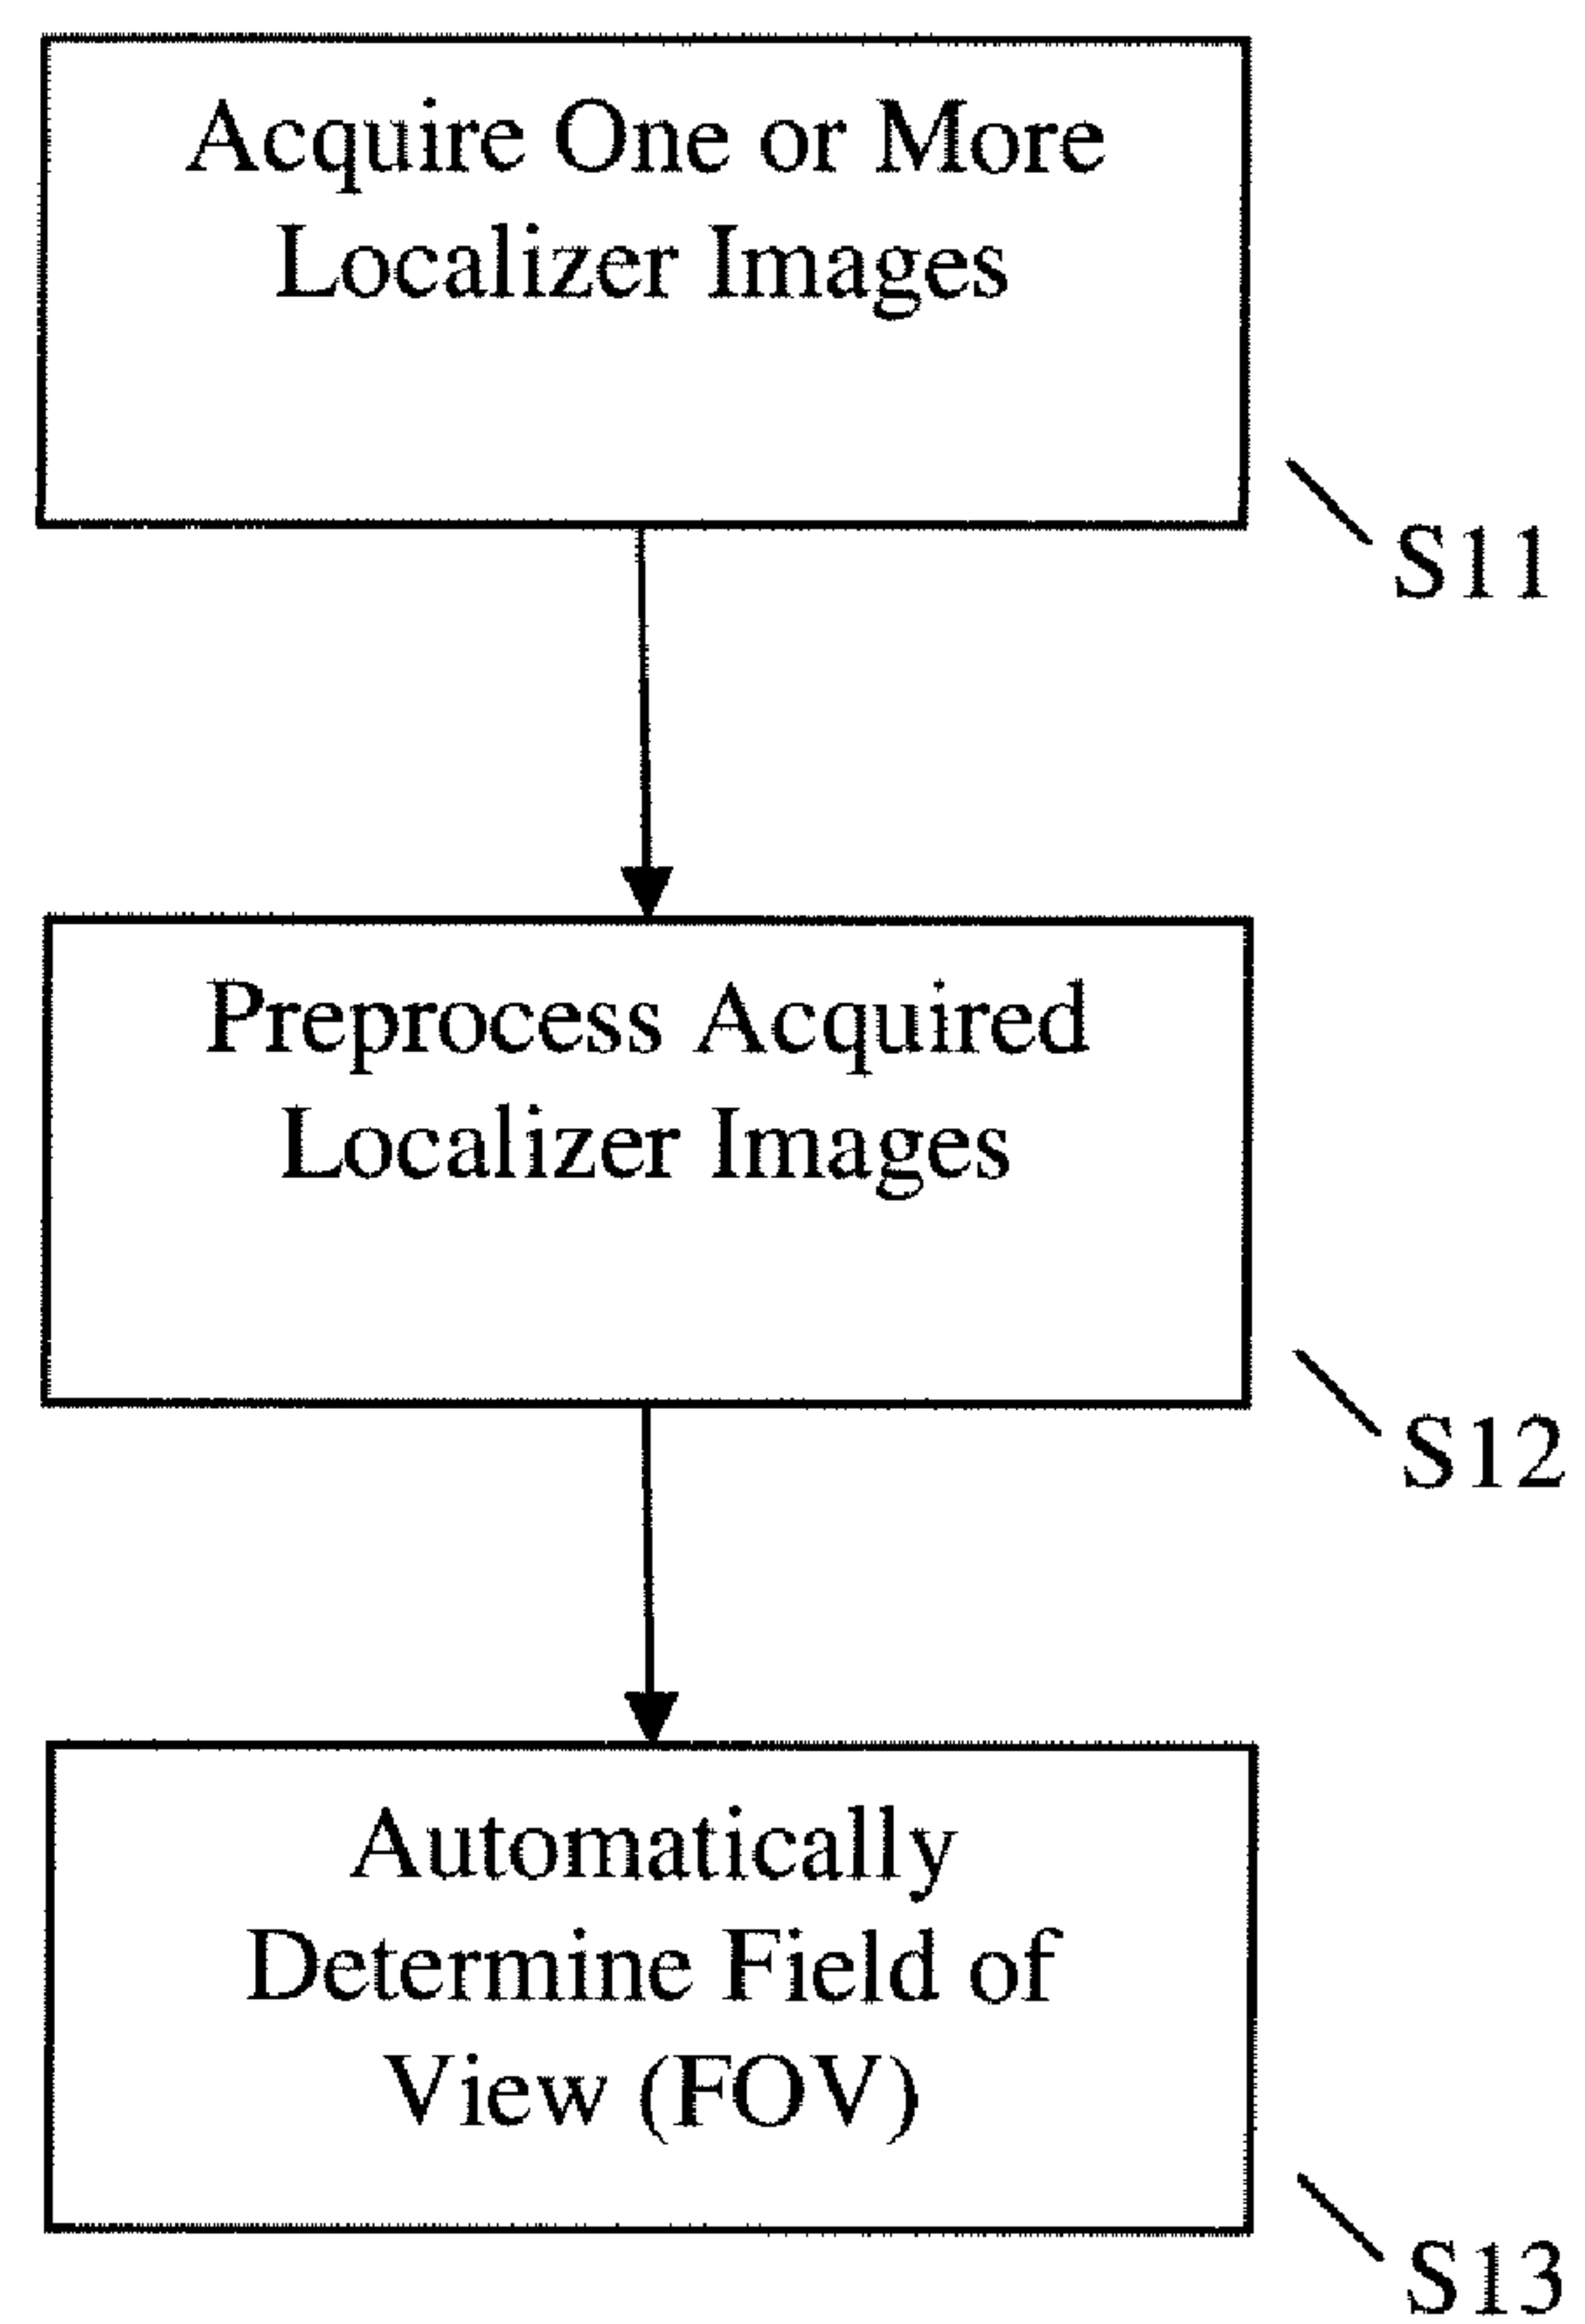 Acquire One or More
Localizer Images
S11
Preprocess Acquired
Localizer Images
S12
Automatically
Determine Field of
View (FOV)
S13